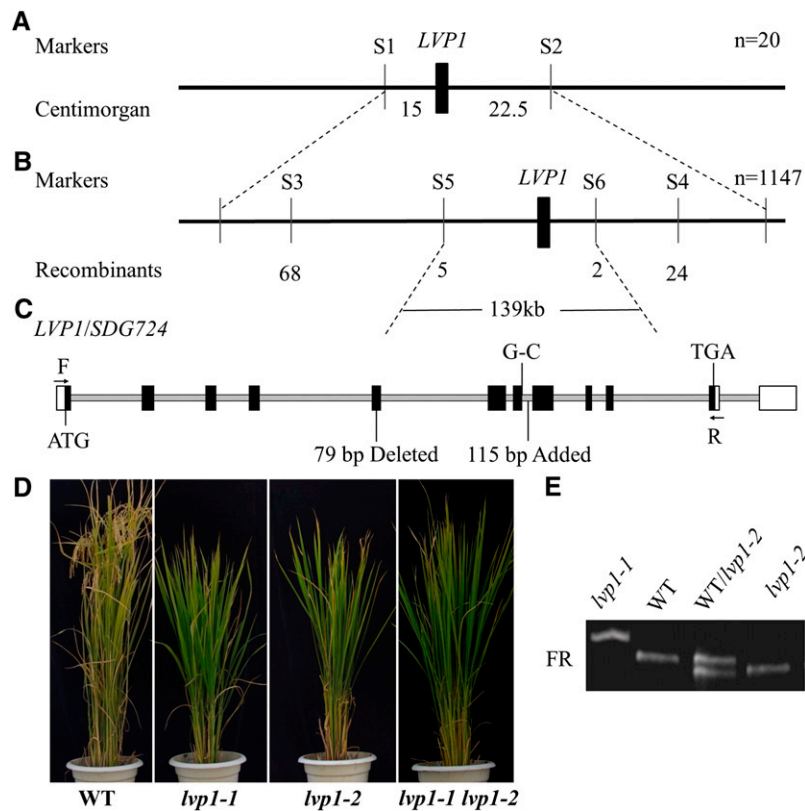 A
Markers S1 LVP1 S2 n=20
Centimorgan 15 22.5
B
Markers S3 S5 LVP1 S6 S4 n=1147
Recombinants 68 5 2 24
139kb
C
LVP1/SDG724
F G-C TGA
ATG 79 bp Deleted 115 bp Added R
D
WT lvp1-1 lvp1-2 lvp1-1 lvp1-2
E
lvp1-1 WT WT/lvp1-2 lvp1-2
FR